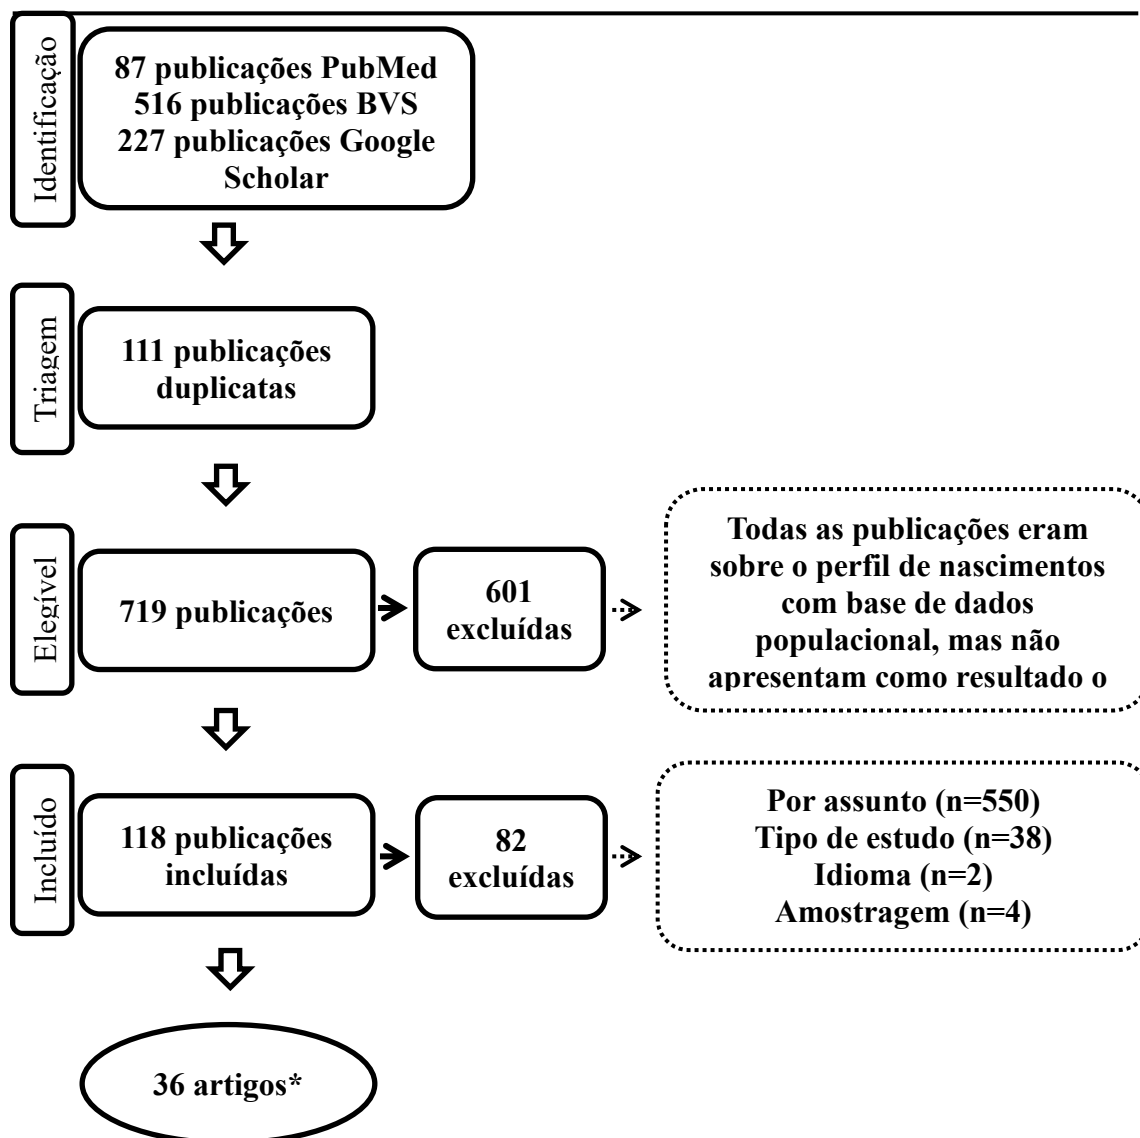 Identificação
87 publicações PubMed
516 publicações BVS
227 publicações Google
Scholar
Triagem
111 publicações
duplicatas
Elegível
719 publicações
601
excluídas
Todas as publicações eram
sobre o perfil de nascimentos
com base de dados
populacional, mas não
apresentam como resultado o
Incluído
118 publicações
incluídas
82
excluídas
Por assunto (n=550)
Tipo de estudo (n=38)
Idioma (n=2)
Amostragem (n=4)
36 artigos*